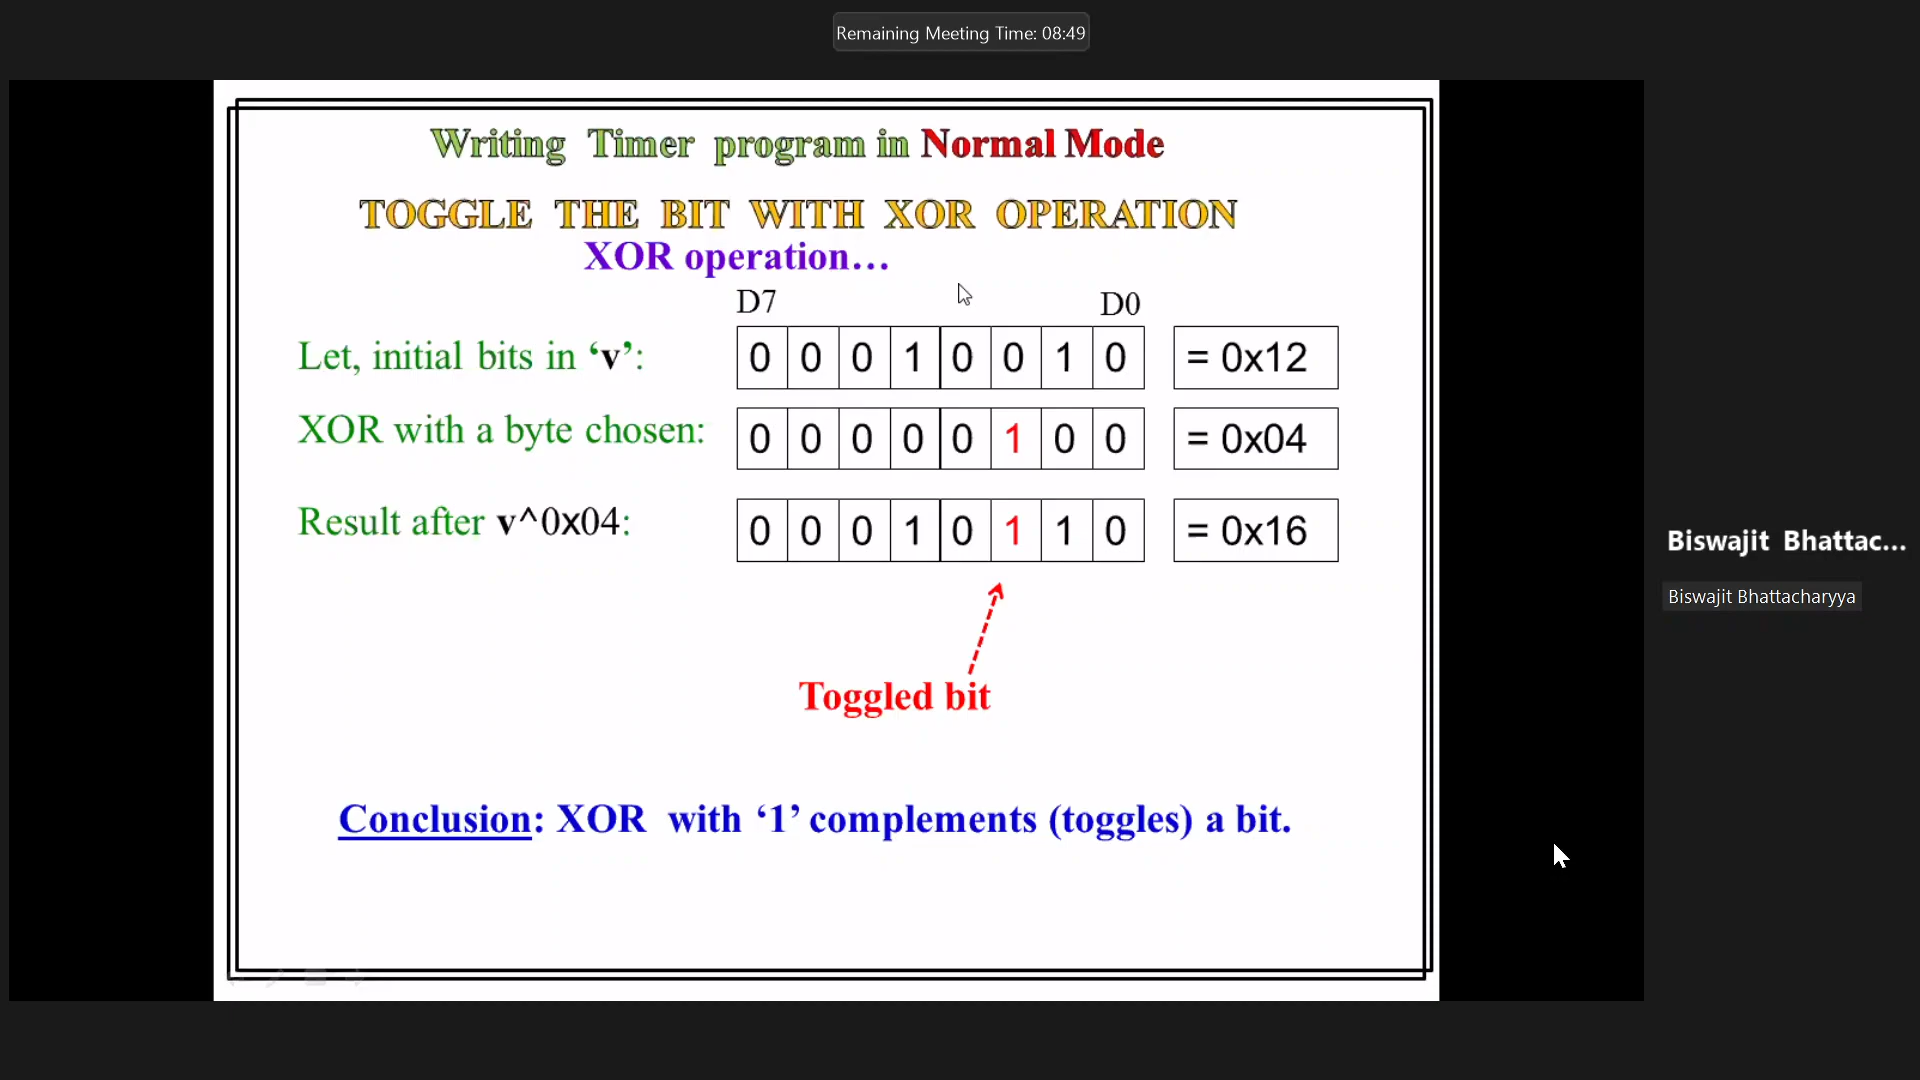 Remaining Meeting Time: 08:49
Writing Timer program in Normal Mode
TOGGLE THE BIT WITH XOR OPERATION
XOR operation…
D7 D0
Let, initial bits in ‘v’: 0 0 0 1 0 0 1 0 = 0x12
XOR with a byte chosen: 0 0 0 0 0 1 0 0 = 0x04
Result after v^0x04: 0 0 0 1 0 1 1 0 = 0x16
Toggled bit
Conclusion: XOR with ‘1’ complements (toggles) a bit.
Biswajit Bhattac...
Biswajit Bhattacharyya